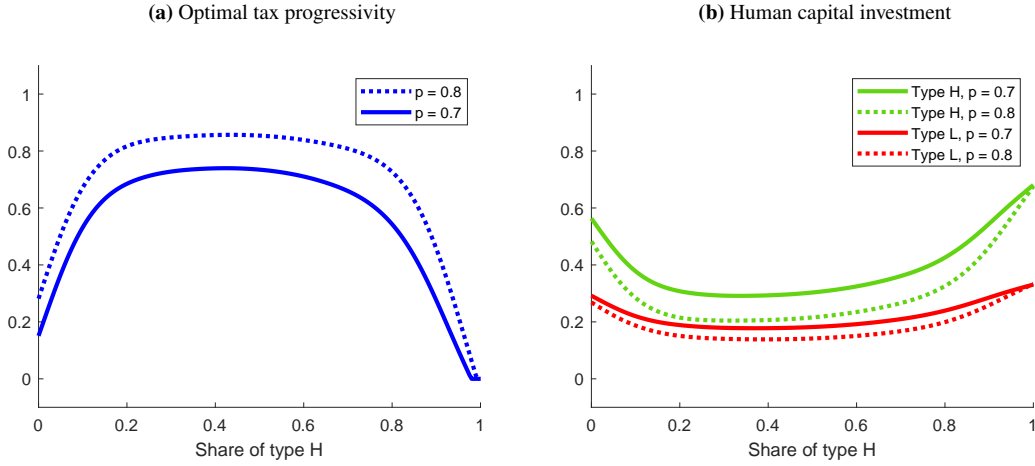 (a) Optimal tax progressivity
1
0.8
0.6
0.4
0.2
0
0
0.2
0.4
0.6
0.8
1
Share of type H
p = 0.8
p = 0.7
(b) Human capital investment
1
0.8
0.6
0.4
0.2
0
0
0.2
0.4
0.6
0.8
1
Share of type H
Type H, p = 0.7
Type H, p = 0.8
Type L, p = 0.7
Type L, p = 0.8